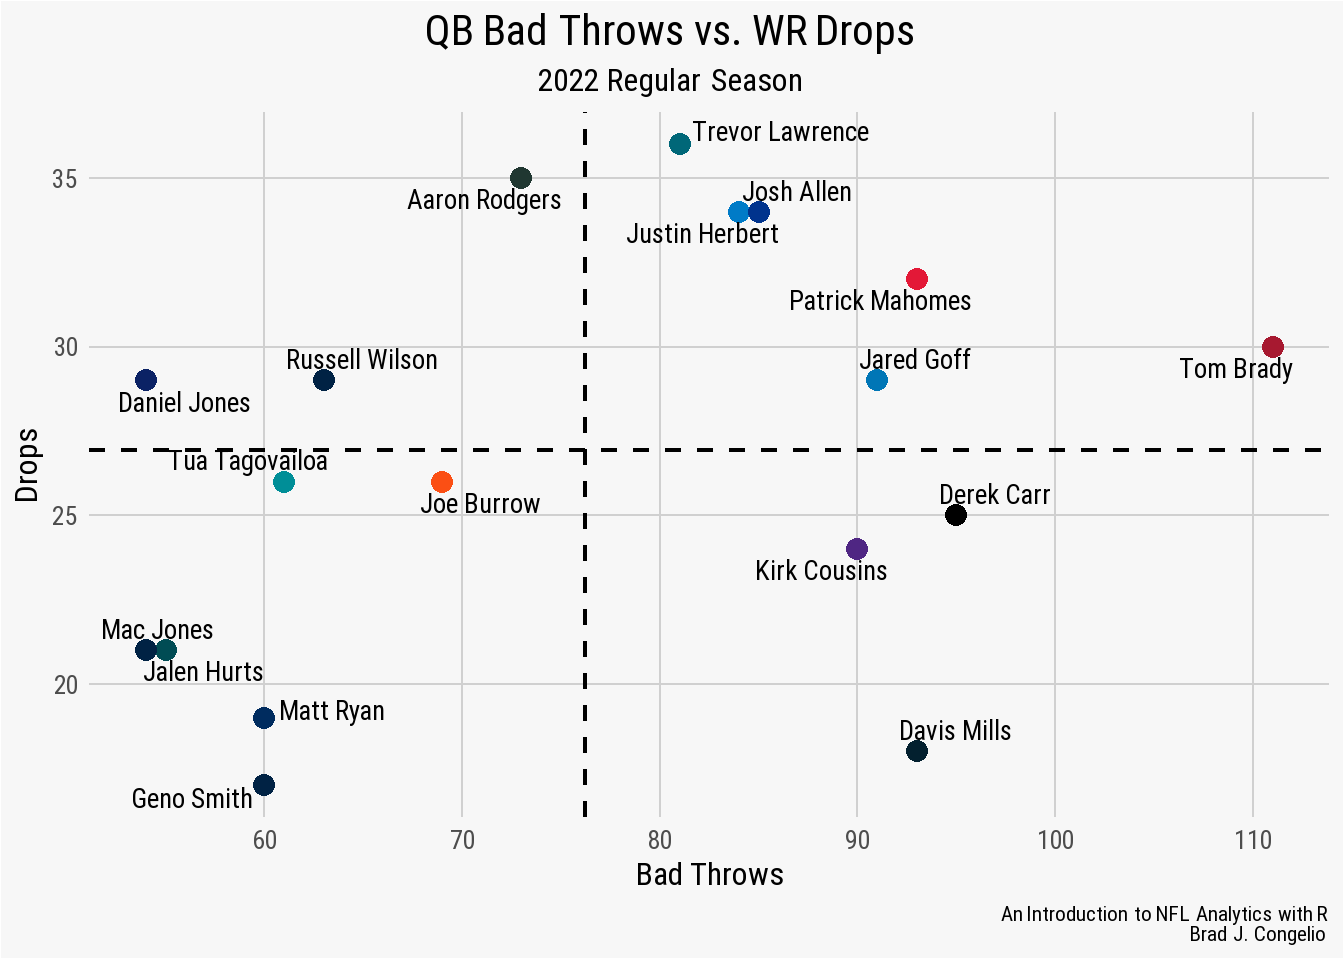 QB Bad Throws vs. WR Drops
2022 Regular Season
Trevor Lawrence
35
Aaron Rodgers
Josh Allen
Justin Herbert
Patrick Mahomes
30
Russell Wilson
Jared Goff
Tom Brady
Daniel Jones
Drops
Tua Tagovailoa
Joe Burrow
Derek Carr
25
Kirk Cousins
Mac Jones
Jalen Hurts
20
Matt Ryan
Davis Mills
Geno Smith
60 70 80 90 100 110
Bad Throws
An Introduction to NFL Analytics with R
Brad J. Congelio